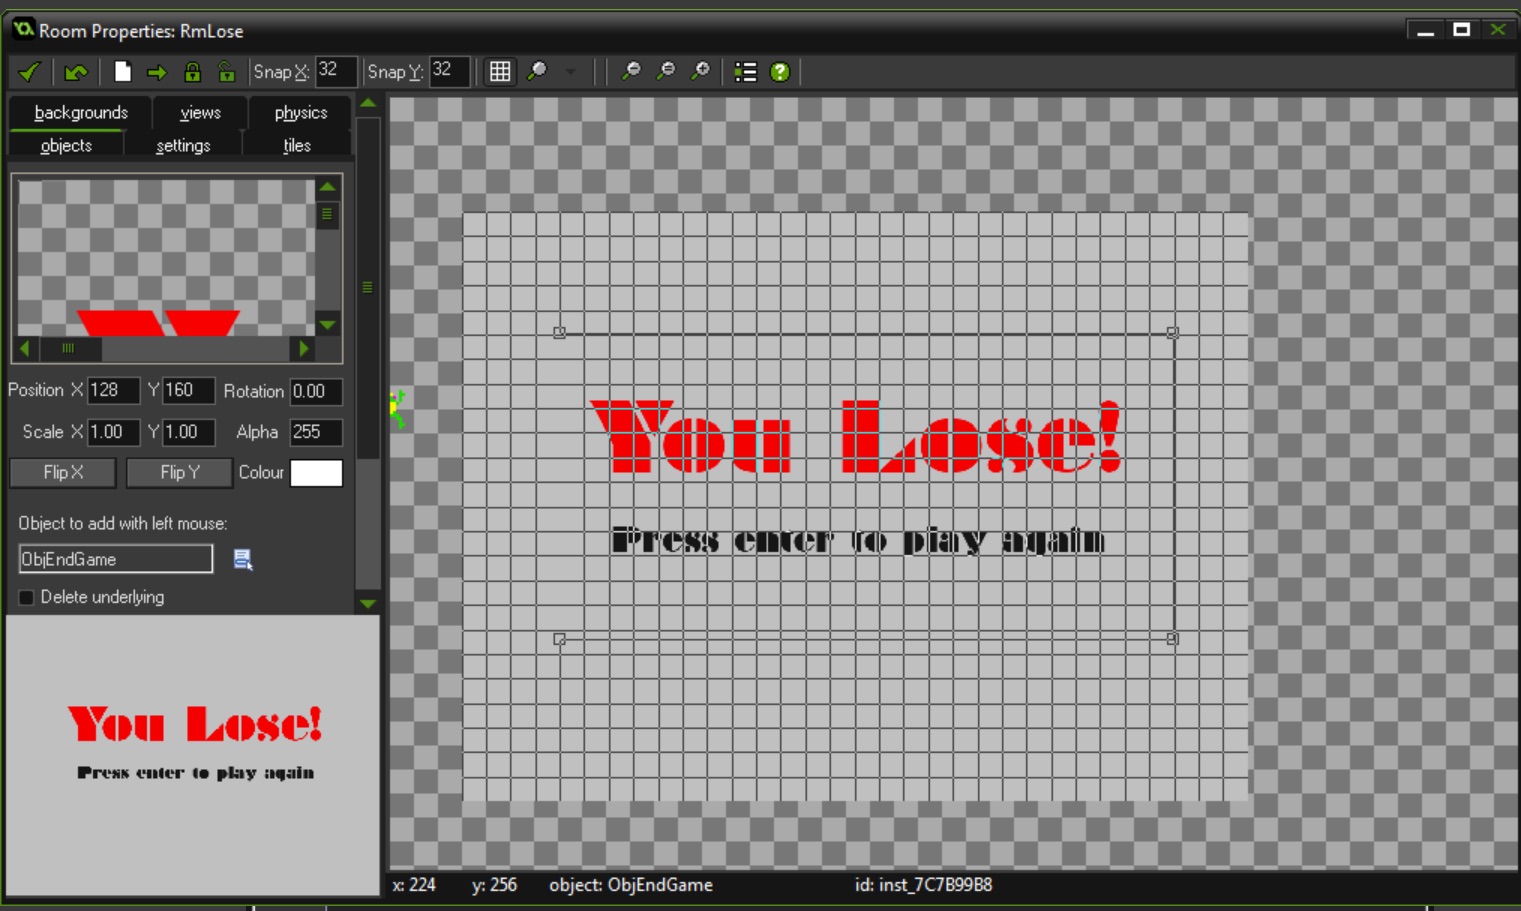 Room Properties: RmLose
Snap X: 32 Snap Y: 32
backgrounds views physics
objects settings tiles
Position X 128 Y 160 Rotation 0.00
Scale X 1.00 Y 1.00 Alpha 255
Flip X Flip Y Colour
Object to add with left mouse:
ObjEndGame
Delete underlying
You Lose!
Press enter to play again
You Lose!
Press enter to play again
x: 224 y: 256 object: ObjEndGame id: inst_7C7B99B8